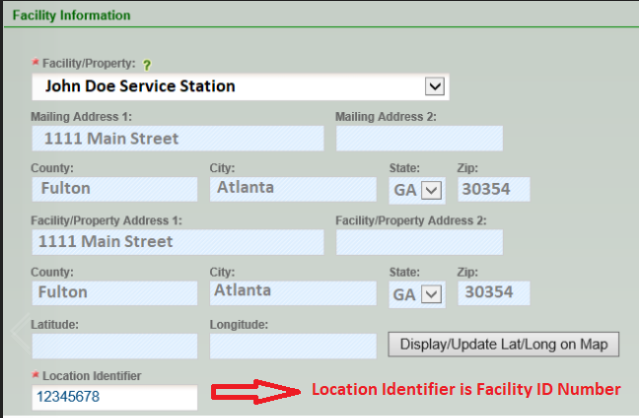 Facility Information
* Facility/Property: ?
John Doe Service Station
Mailing Address 1: Mailing Address 2:
1111 Main Street
County: City: State: Zip:
Fulton Atlanta GA 30354
Facility/Property Address 1: Facility/Property Address 2:
1111 Main Street
County: City: State: Zip:
Fulton Atlanta GA 30354
Latitude: Longitude:
Display/Update Lat/Long on Map
* Location Identifier
12345678 Location Identifier is Facility ID Number